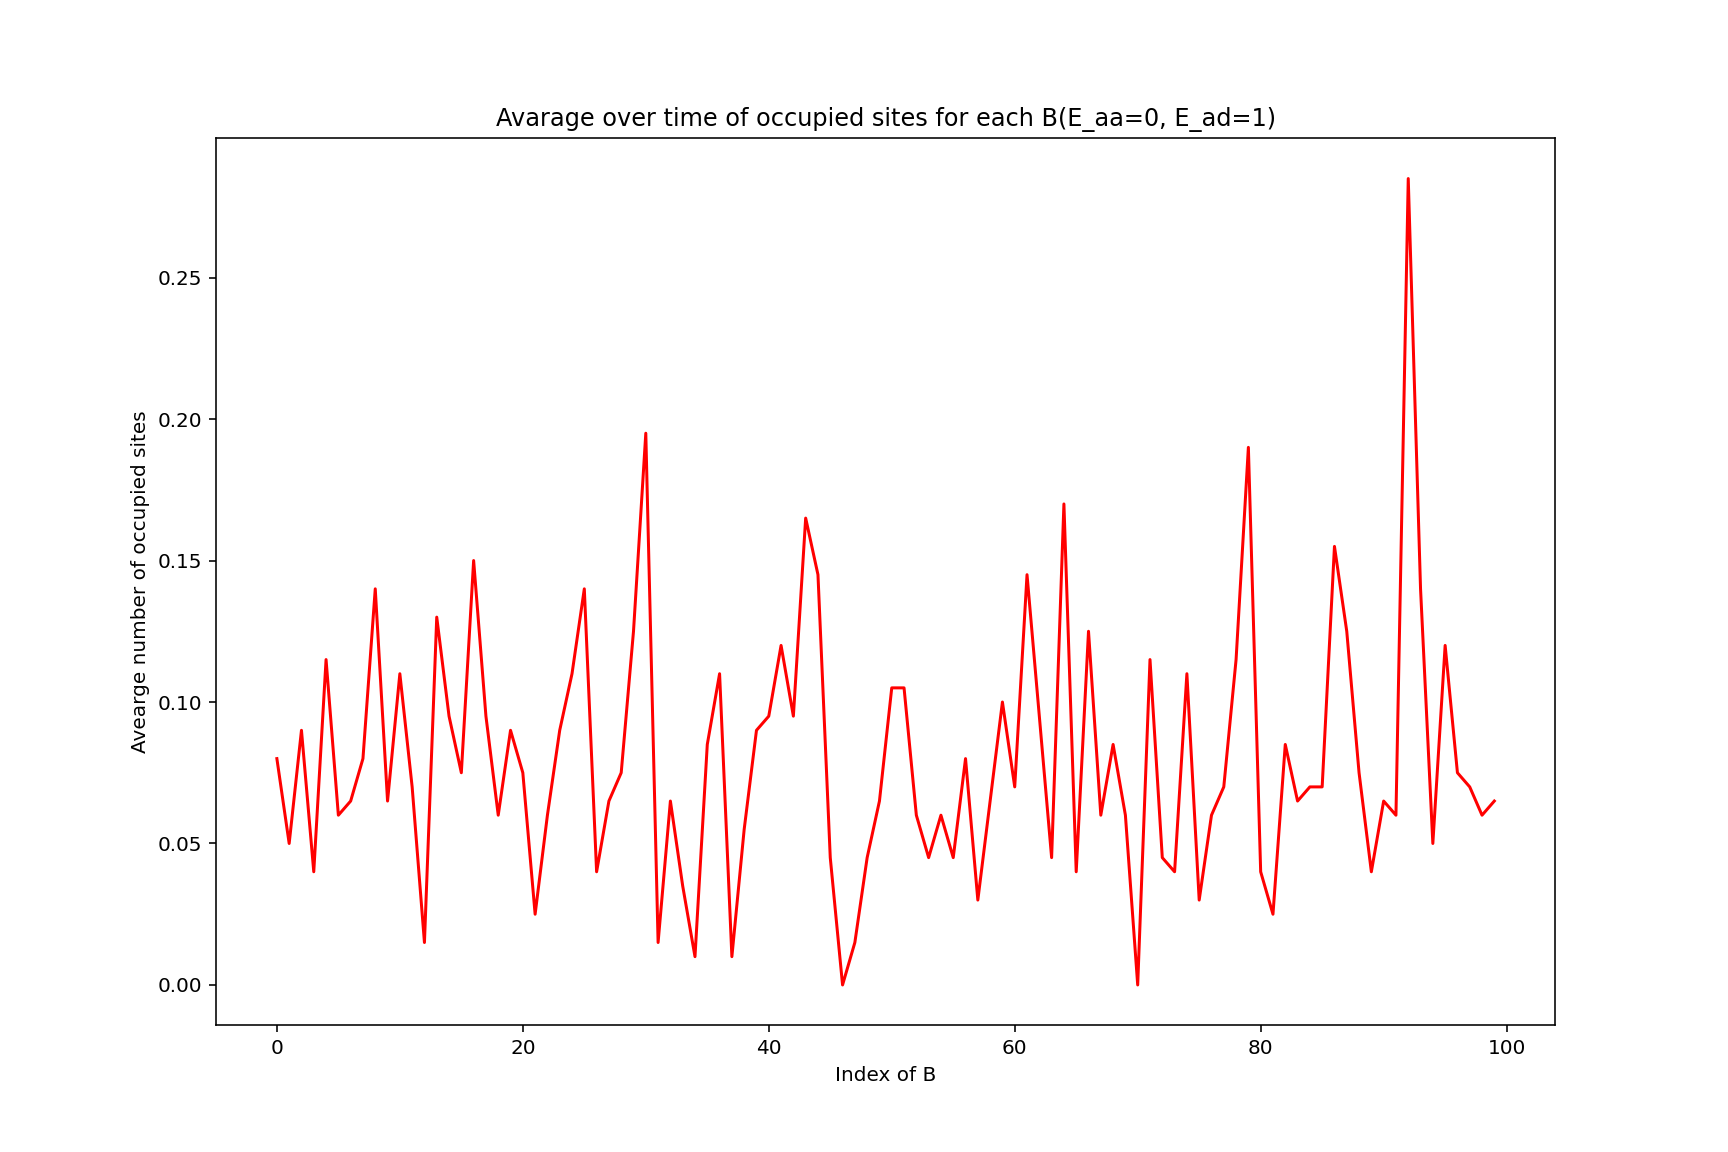 Avarage over time of occupied sites for each B(E_aa=0, E_ad=1)
Avearge number of occupied sites
0.25
0.20
0.15
0.10
0.05
0.00
0 20 40 60 80 100
Index of B